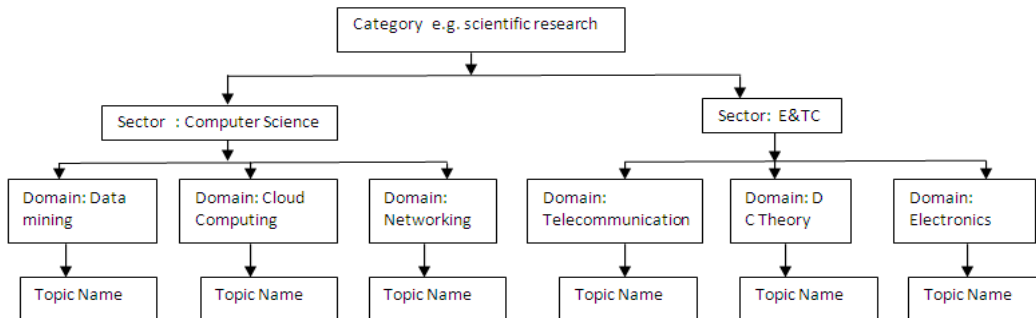 Category e.g. scientific research
Sector : Computer Science
Sector: E&TC
Domain: Data
mining
Domain: Cloud
Computing
Domain:
Networking
Domain:
Telecommunication
Domain: D
C Theory
Domain:
Electronics
Topic Name
Topic Name
Topic Name
Topic Name
Topic Name
Topic Name